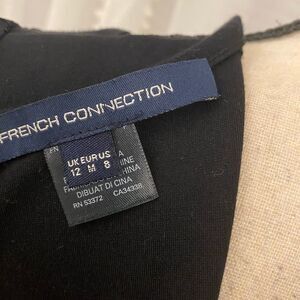 FRENCH CONNECTION
UK EUR US
12 M 8
DIBUAT DI CINA
RN 53372 CA34338